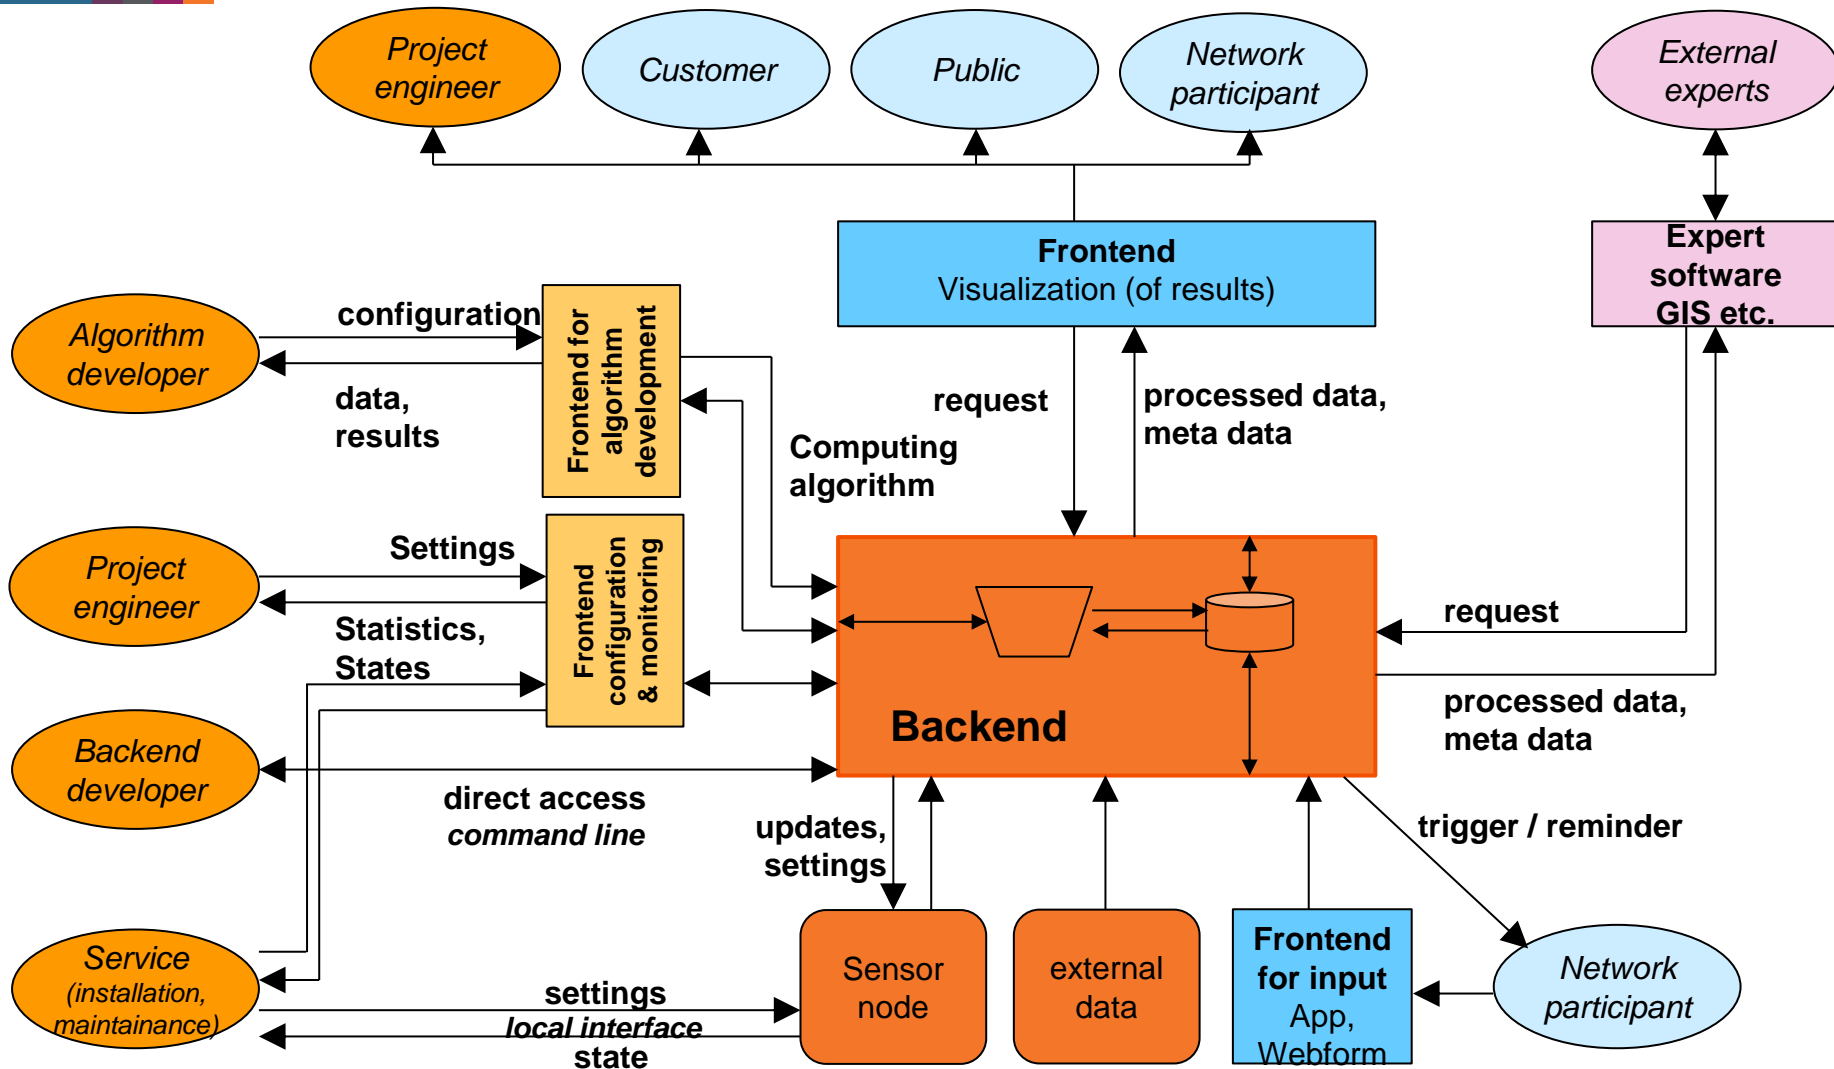 Project
engineer
Customer
Public
Network
participant
External
experts
Frontend
Visualization (of results)
Expert
software
GIS etc.
Algorithm
developer
configuration
data,
results
Frontend for
algorithm
development
request
processed data,
meta data
Computing
algorithm
Project
engineer
Settings
Statistics,
States
Frontend
configuration
& monitoring
Backend
request
processed data,
meta data
Backend
developer
direct access
command line
updates,
settings
trigger / reminder
Service
(installation,
maintainance)
settings
local interface
state
Sensor
node
external
data
Frontend
for input
App,
Webform
Network
participant